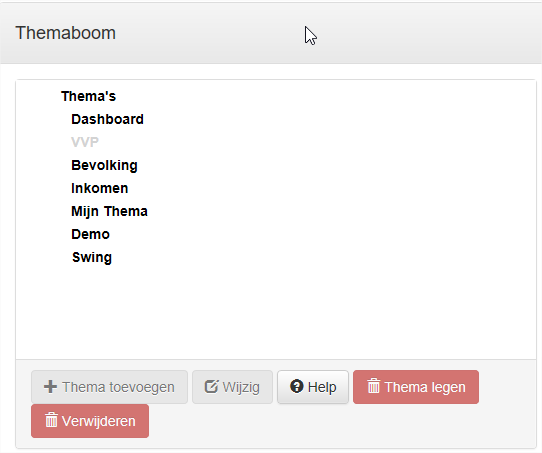 Themaboom
Thema's
Dashboard
VVP
Bevolking
Inkomen
Mijn Thema
Demo
Swing
Thema toevoegen Wijzig Help Thema legen
Verwijderen